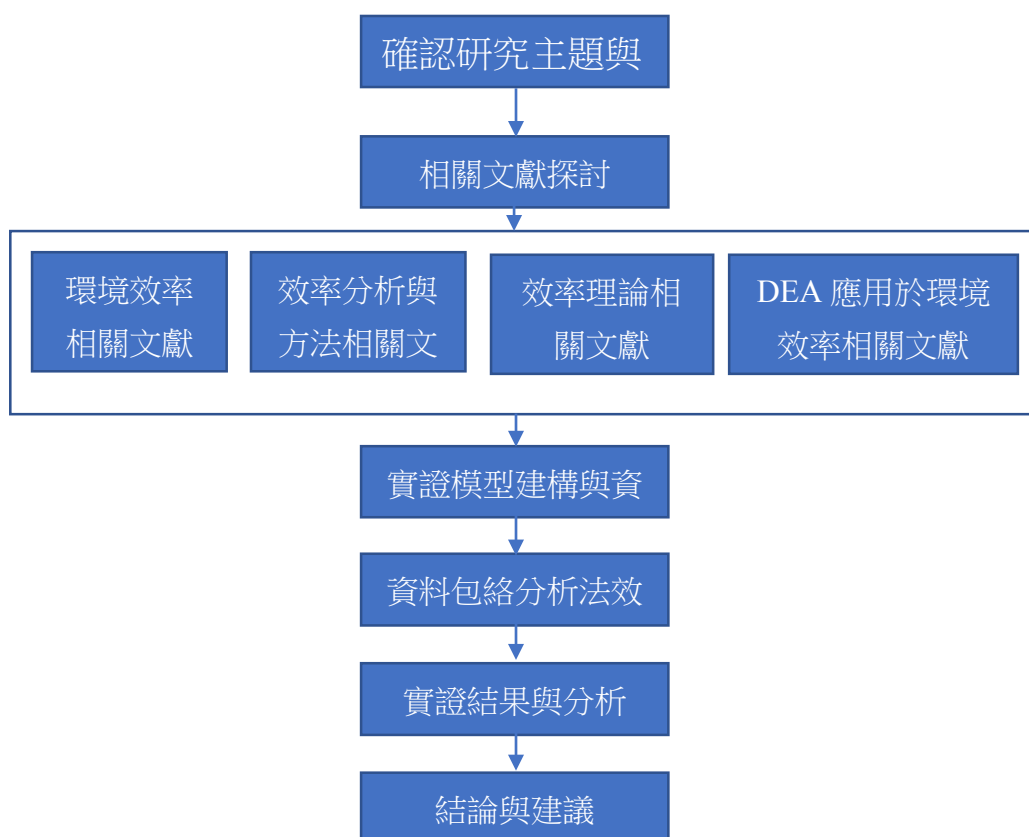 確認研究主題與
相關文獻探討
環境效率
相關文獻
效率分析與
方法相關文
效率理論相
關文獻
DEA 應用於環境
效率相關文獻
實證模型建構與資
資料包絡分析法效
實證結果與分析
結論與建議